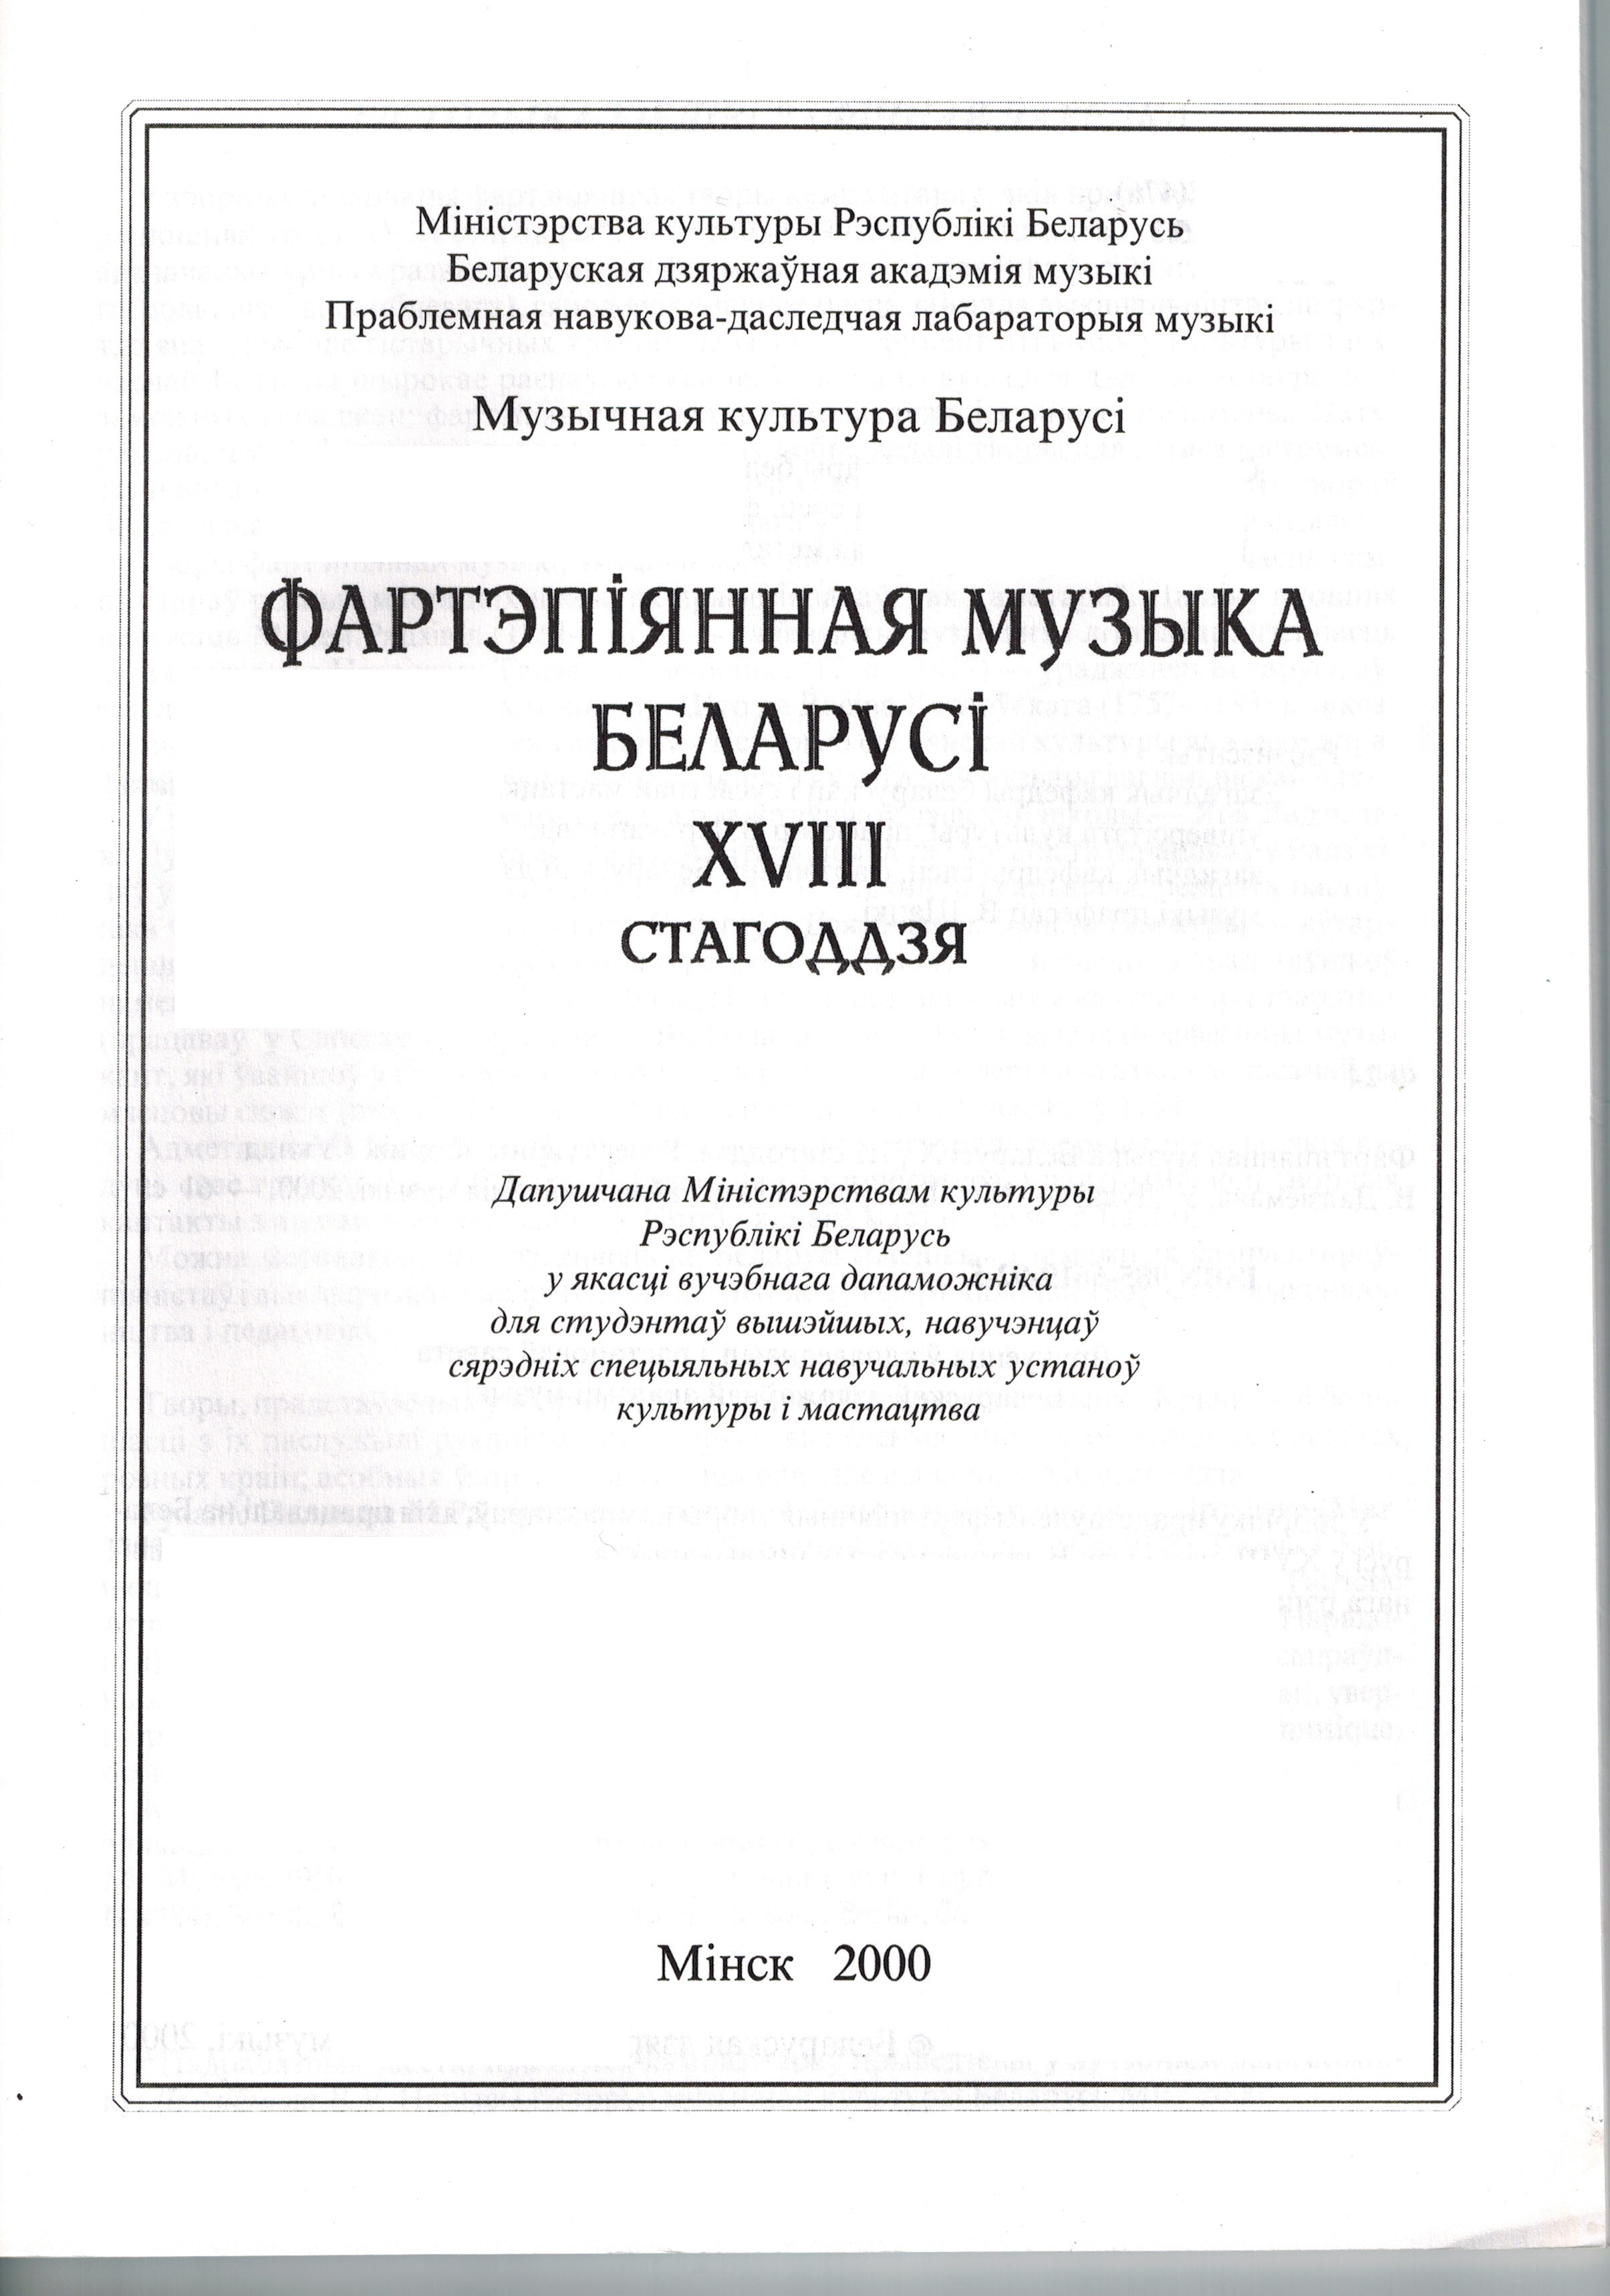 Міністэрства культуры Рэспублікі Беларусь
Беларуская дзяржаўная акадэмія музыкі
Праблемная навукова-даследчая лабараторыя музыкі
Музычная культура Беларусі
ФАРТЭПІЯННАЯ МУЗЫКА
БЕЛАРУСІ
XVIII
СТАГОДДЗЯ
Дапушчана Міністэрствам культуры
Рэспублікі Беларусь
у якасці вучэбнага дапаможніка
для студэнтаў вышэйшых, навучэнцаў
сярэдніх спецыяльных навучальных устаноў
культуры і мастацтва
Мінск 2000